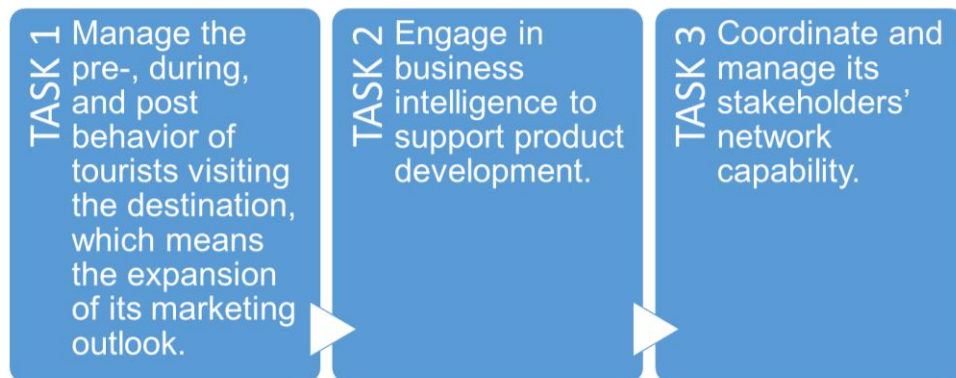 TASK 1
Manage the
pre-, during,
and post
behavior of
tourists visiting
the destination,
which means
the expansion
of its marketing
outlook.
TASK 2
Engage in
business
intelligence to
support product
development.
TASK 3
Coordinate and
manage its
stakeholders’
network
capability.